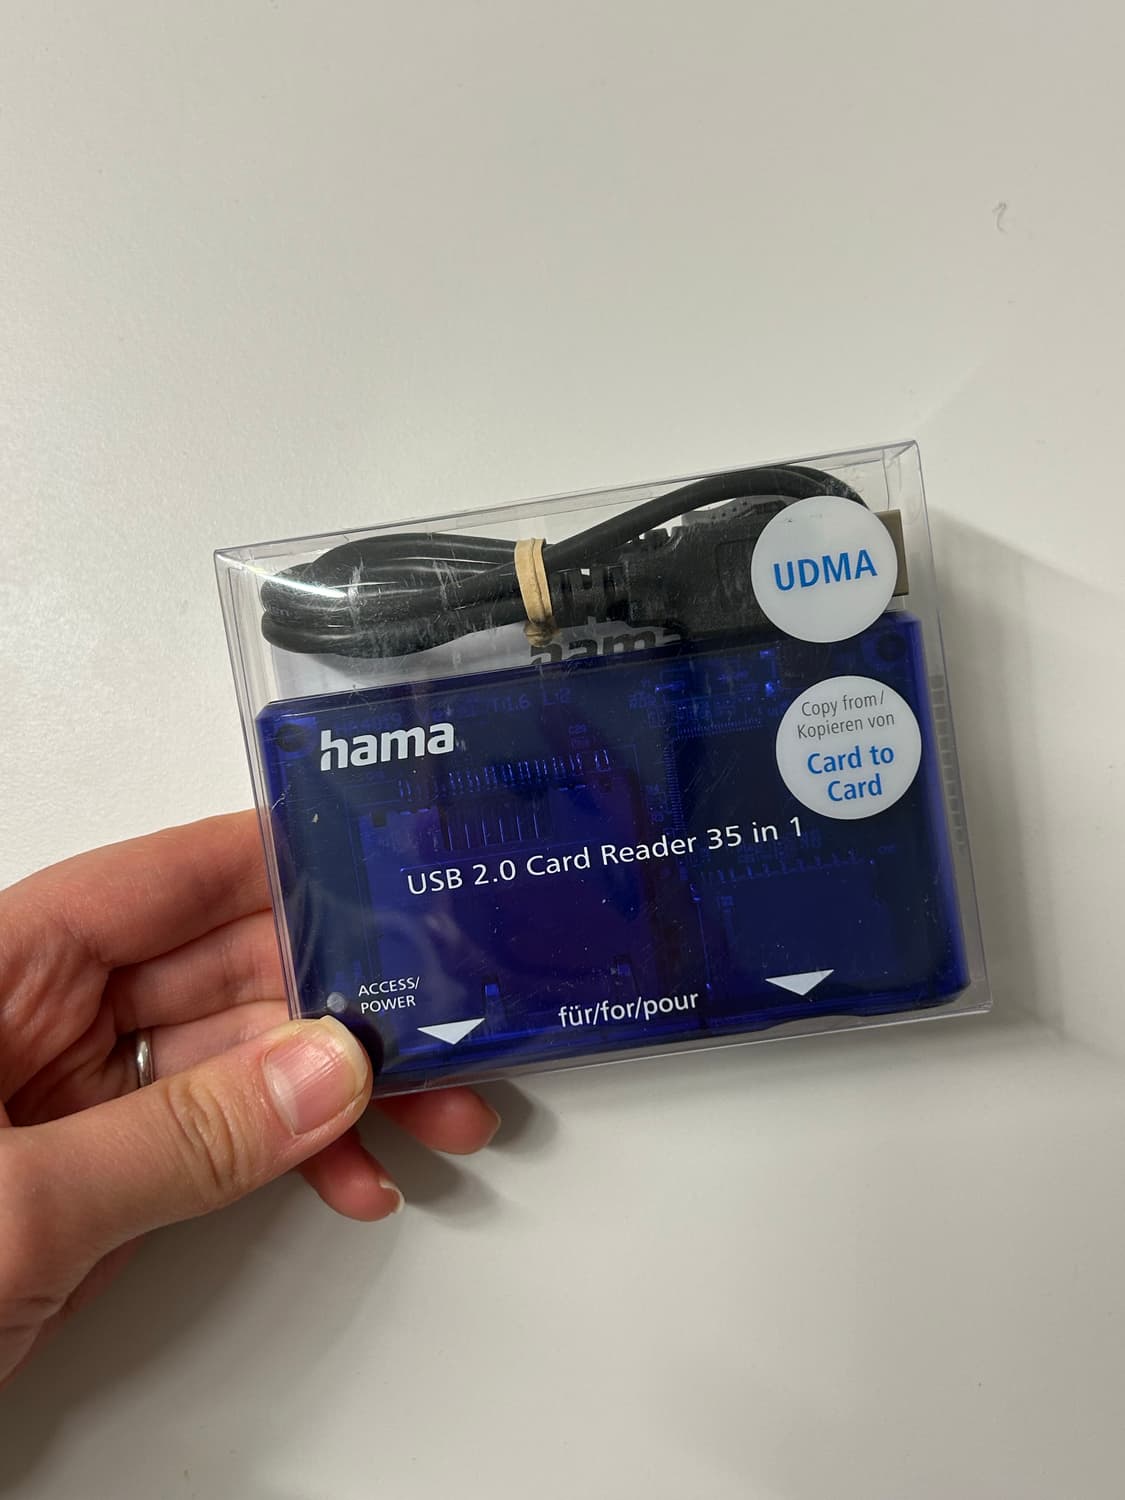 UDMA
hama
hama
Copy from/
Kopieren von
Card to
Card
USB 2.0 Card Reader 35 in 1
ACCESS/
POWER
für/for/pour